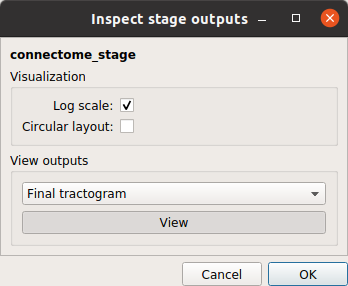 Inspect stage outputs
connectome_stage
Visualization
Log scale:
Circular layout:
View outputs
Final tractogram
View
Cancel
OK